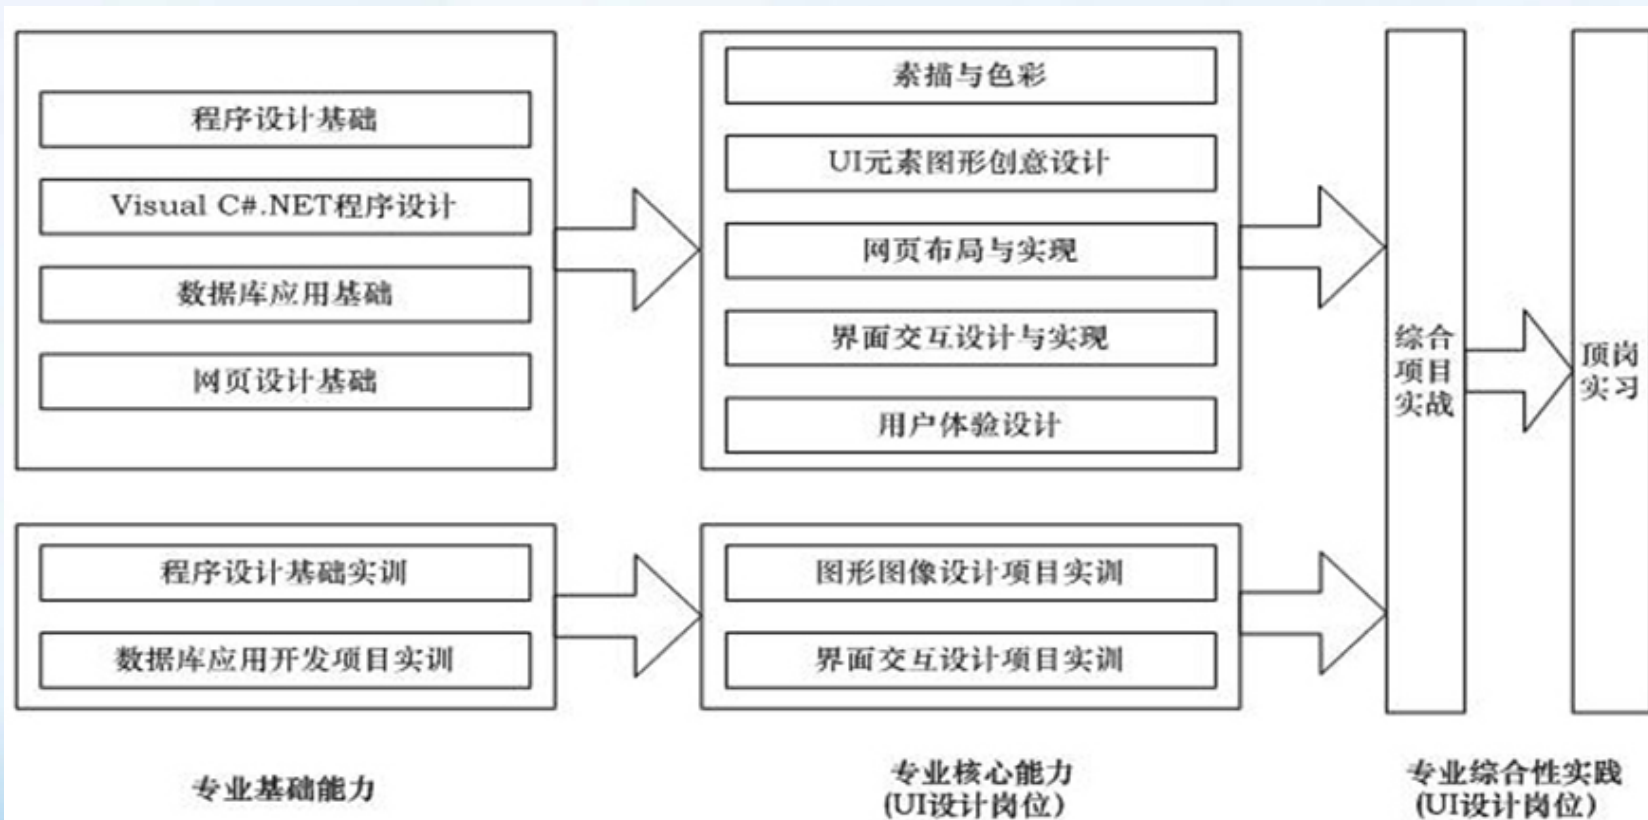 程序设计基础
Visual C#.NET程序设计
数据库应用基础
网页设计基础
素描与色彩
UI元素图形创意设计
网页布局与实现
界面交互设计与实现
用户体验设计
程序设计基础实训
数据库应用开发项目实训
图形图像设计项目实训
界面交互设计项目实训
综合
项目
实战
顶岗
实习
专业基础能力
专业核心能力
(UI设计岗位)
专业综合性实践
(UI设计岗位)